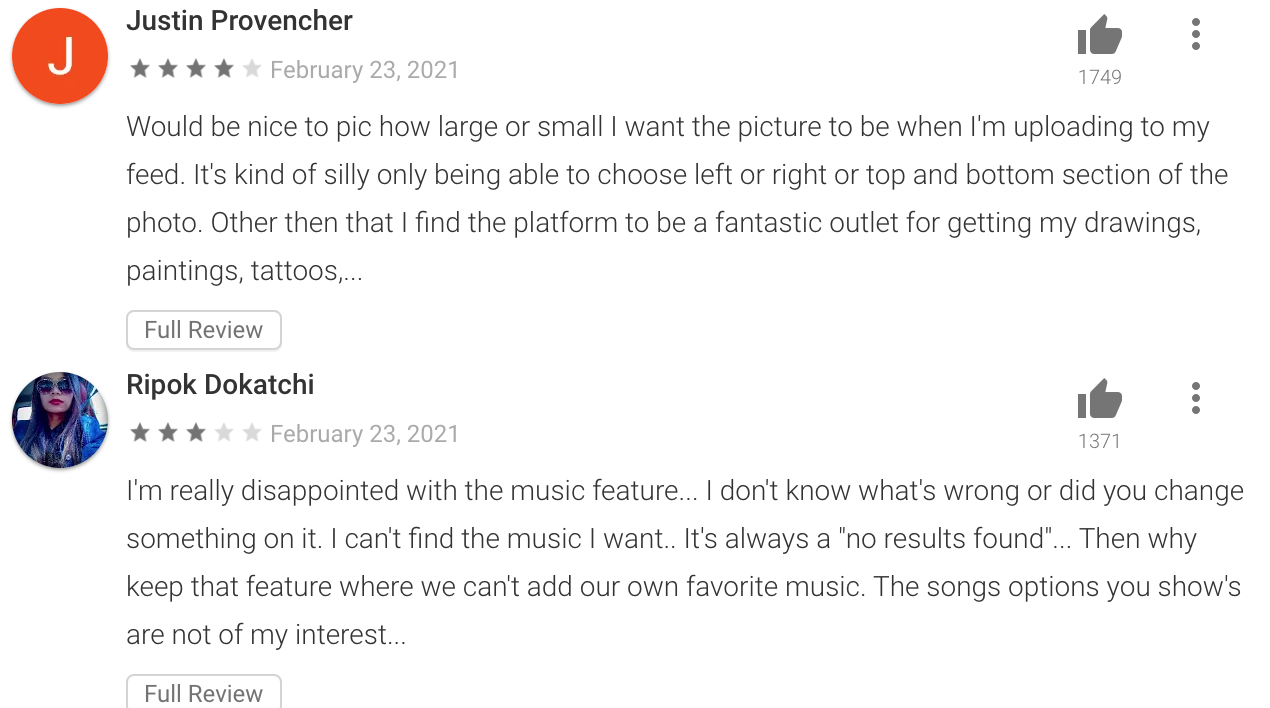 J
Justin Provencher
February 23, 2021
1749
Would be nice to pic how large or small I want the picture to be when I'm uploading to my
feed. It's kind of silly only being able to choose left or right or top and bottom section of the
photo. Other then that I find the platform to be a fantastic outlet for getting my drawings,
paintings, tattoos,...
Full Review
Ripok Dokatchi
February 23, 2021
1371
I'm really disappointed with the music feature... I don't know what's wrong or did you change
something on it. I can't find the music I want.. It's always a "no results found"... Then why
keep that feature where we can't add our own favorite music. The songs options you show's
are not of my interest...
Full Review